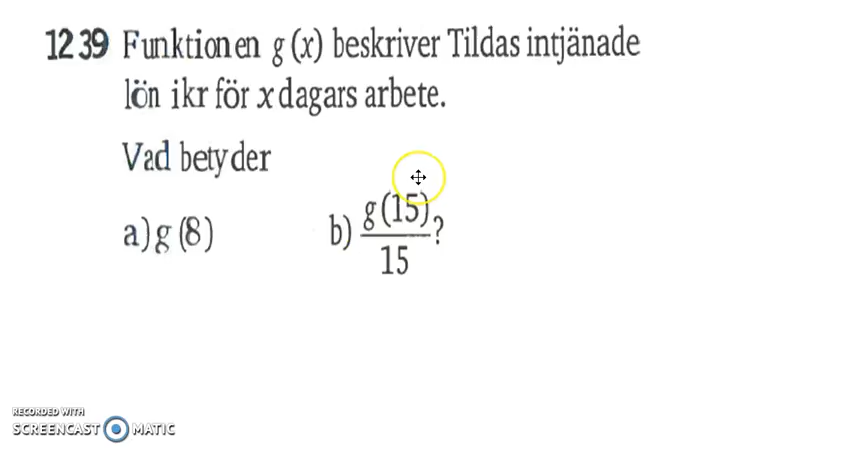 1239 Funktionen g(x) beskriver Tildas intjänade
lön i kr för x dagars arbete.
Vad betyder
a) g(8) b) g(15)/15 ?
RECORDED WITH
SCREENCAST MATIC